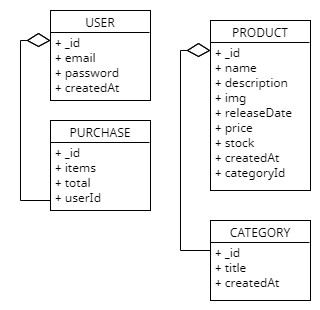 USER
+ _id
+ email
+ password
+ createdAt
PURCHASE
+ _id
+ items
+ total
+ userId
PRODUCT
+ _id
+ name
+ description
+ img
+ releaseDate
+ price
+ stock
+ createdAt
+ categoryId
CATEGORY
+ _id
+ title
+ createdAt